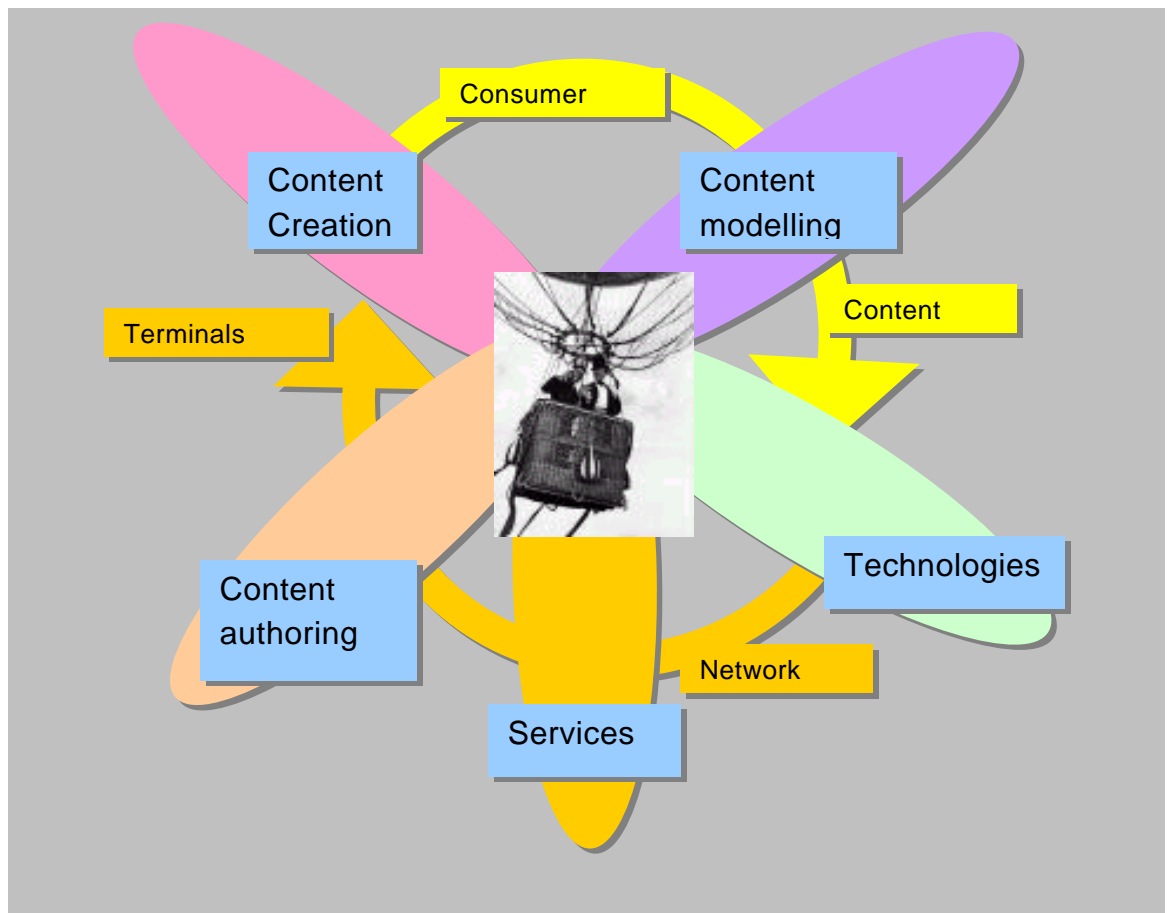 Consumer
Content
Creation
Content
modelling
Content
Terminals
Technologies
Content
authoring
Network
Services